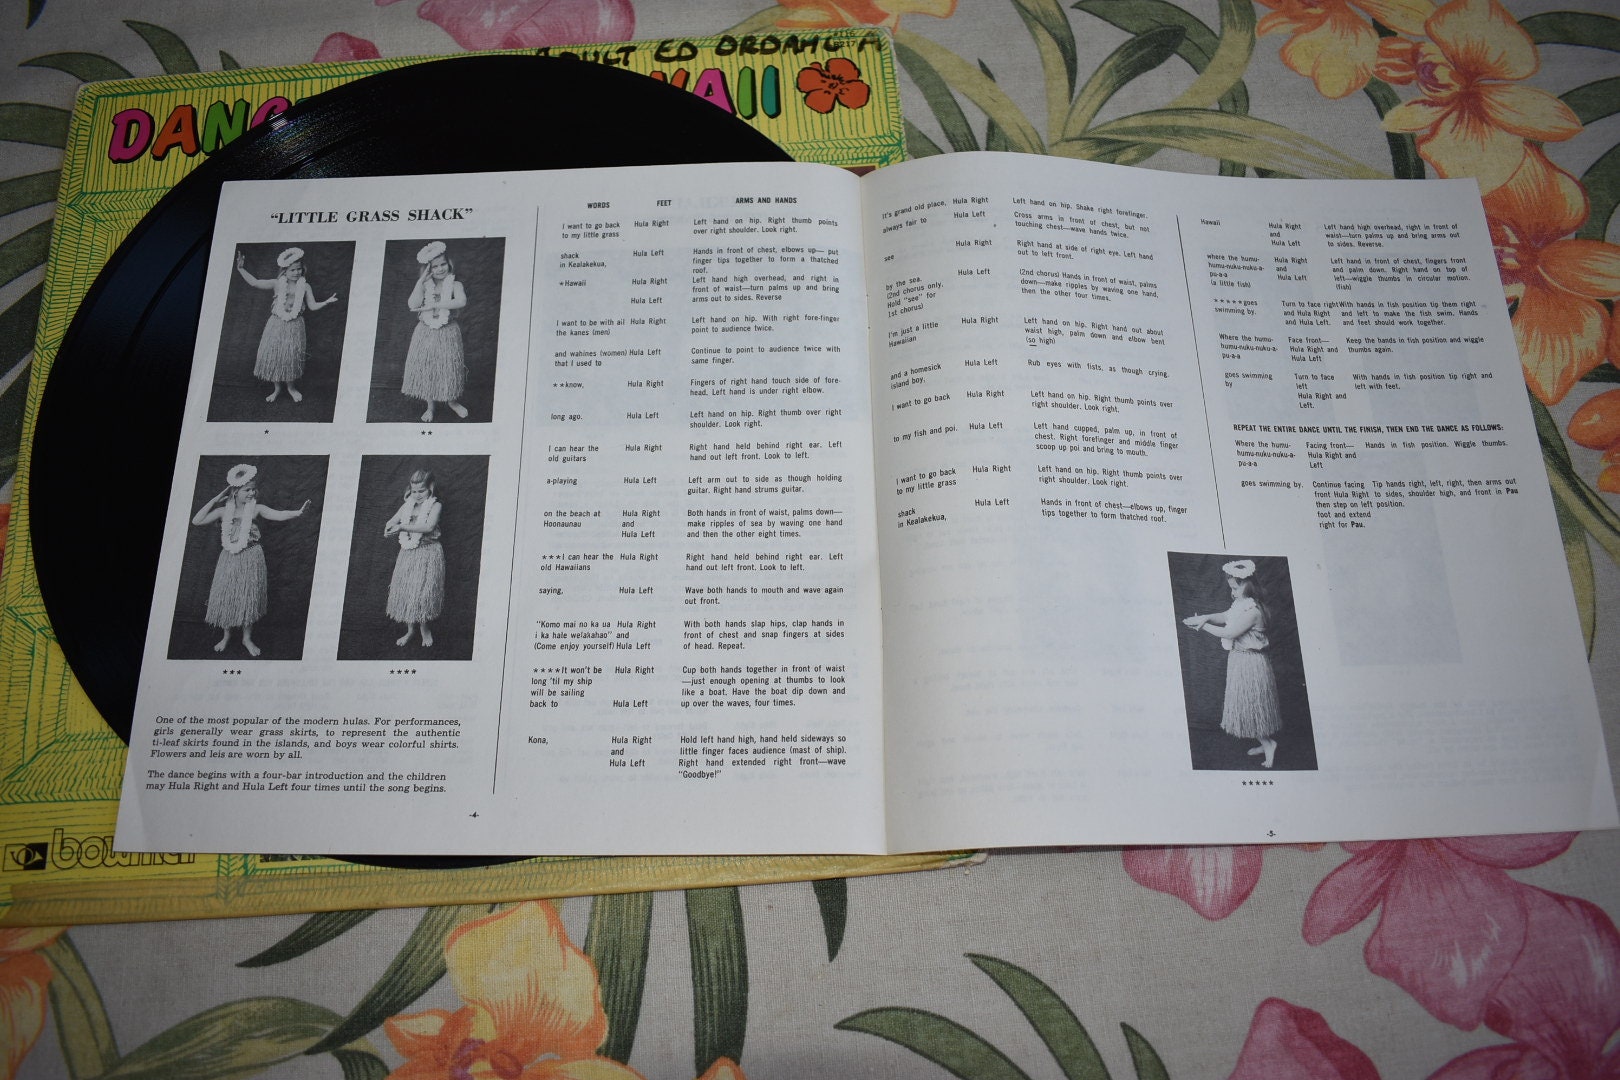 ADULT ED
217
DANC
WAII
bowmar
"LITTLE GRASS SHACK"
*
**
***
****
One of the most popular of the modern hulas. For performances,
girls generally wear grass skirts, to represent the authentic
ti-leaf skirts found in the islands, and boys wear colorful shirts.
Flowers and leis are worn by all.
The dance begins with a four-bar introduction and the children
may Hula Right and Hula Left four times until the song begins.
WORDS FEET ARMS AND HANDS
I want to go back Hula Right Left hand on hip. Right thumb points
to my little grass over right shoulder. Look right.
shack Hula Left Hands in front of chest, elbows up— put
in Kealakekua, finger tips together to form a thatched
roof.
*Hawaii Hula Right Left hand high overhead, and right in
front of waist—turn palms up and bring
Hula Left arms out to sides. Reverse
I want to be with all Hula Right Left hand on hip. With right fore-finger
the kanes (men) point to audience twice.
and wahines (women) Hula Left Continue to point to audience twice with
that I used to same finger.
**know, Hula Right Fingers of right hand touch side of fore-
head. Left hand is under right elbow.
long ago. Hula Left Left hand on hip. Right thumb over right
shoulder. Look right.
I can hear the Hula Right Right hand held behind right ear. Left
old guitars hand out left front. Look to left.
a-playing Hula Left Left arm out to side as though holding
guitar. Right hand strums guitar.
on the beach at Hula Right Both hands in front of waist, palms down—
Hoonaunau and make ripples of sea by waving one hand
Hula Left and then the other eight times.
***I can hear the Hula Right Right hand held behind right ear. Left
old Hawaiians hand out left front. Look to left.
saying, Hula Left Wave both hands to mouth and wave again
out front.
"Komo mai no ka ua Hula Right With both hands slap hips, clap hands in
i ka hale welakahao" and front of chest and snap fingers at sides
(Come enjoy yourself) Hula Left of head. Repeat.
****It won't be Hula Right Cup both hands together in front of waist
long 'til my ship —just enough opening at thumbs to look
will be sailing like a boat. Have the boat dip down and
back to Hula Left up over the waves, four times.
Kona, Hula Right Hold left hand high, hand held sideways so
and little finger faces audience (mast of ship).
Hula Left Right hand extended right front—wave
"Goodbye!"
-4-
It's grand old place, Hula Right Left hand on hip. Shake right forefinger.
always fair to Hula Left Cross arms in front of chest, but not
touching chest—wave hands twice.
see Hula Right Right hand at side of right eye. Left hand
out to left front.
by the sea. Hula Left (2nd chorus) Hands in front of waist, palms
(2nd chorus only. down—make ripples by waving one hand,
Hold "see" for then the other four times.
1st chorus)
I'm just a little Hula Right Left hand on hip. Right hand out about
Hawaiian waist high, palm down and elbow bent
(so high)
and a homesick Hula Left Rub eyes with fists, as though crying.
island boy,
I want to go back Hula Right Left hand on hip. Right thumb points over
right shoulder. Look right.
to my fish and poi. Hula Left Left hand cupped, palm up, in front of
chest. Right forefinger and middle finger
scoop up poi and bring to mouth.
I want to go back Hula Right Left hand on hip. Right thumb points over
to my little grass right shoulder. Look right.
shack Hula Left Hands in front of chest—elbows up, finger
in Kealakekua, tips together to form thatched roof.
Hawaii Hula Right Left hand high overhead, right in front of
and waist—turn palms up and bring arms out
Hula Left to sides. Reverse.
where the humu- Hula Right Left hand in front of chest, fingers front
humu-nuku-nuku-a- and and palm down. Right hand on top of
pu-a-a Hula Left left—wiggle thumbs in circular motion.
(a little fish) (fish)
*****goes Turn to face right With hands in fish position tip them right
swimming by. and Hula Right and left to make the fish swim. Hands
and Hula Left. and feet should work together.
Where the humu- Face front— Keep the hands in fish position and wiggle
humu-nuku-nuku-a- Hula Right and thumbs again.
pu-a-a Hula Left
goes swimming Turn to face With hands in fish position tip right and
by left left with feet.
Hula Right and
Left.
REPEAT THE ENTIRE DANCE UNTIL THE FINISH, THEN END THE DANCE AS FOLLOWS:
Where the humu- Facing front— Hands in fish position. Wiggle thumbs.
humu-nuku-nuku-a- Hula Right and
pu-a-a Left
goes swimming by. Continue facing Tip hands right, left, right, then arms out
front Hula Right to sides, shoulder high, and front in Pau
then step on left position.
foot and extend
right for Pau.
*****
-5-